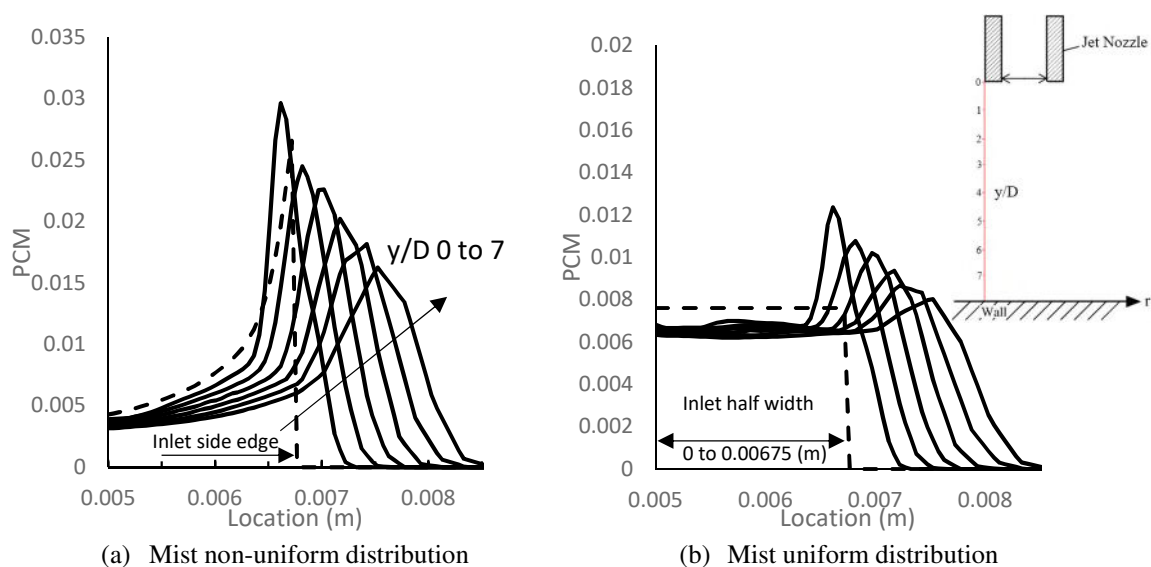 0.035
0.03
0.025
0.02
0.015
0.01
0.005
0
PCM
y/D 0 to 7
Inlet side edge
0.005 0.006 0.007 0.008
Location (m)
(a) Mist non-uniform distribution
0.02
0.018
0.016
0.014
0.012
0.01
0.008
0.006
0.004
0.002
0
PCM
Inlet half width
0 to 0.00675 (m)
0.005 0.006 0.007 0.008
Location (m)
(b) Mist uniform distribution
Jet Nozzle
0
1
2
3
4
5
6
7
y/D
r
Wall